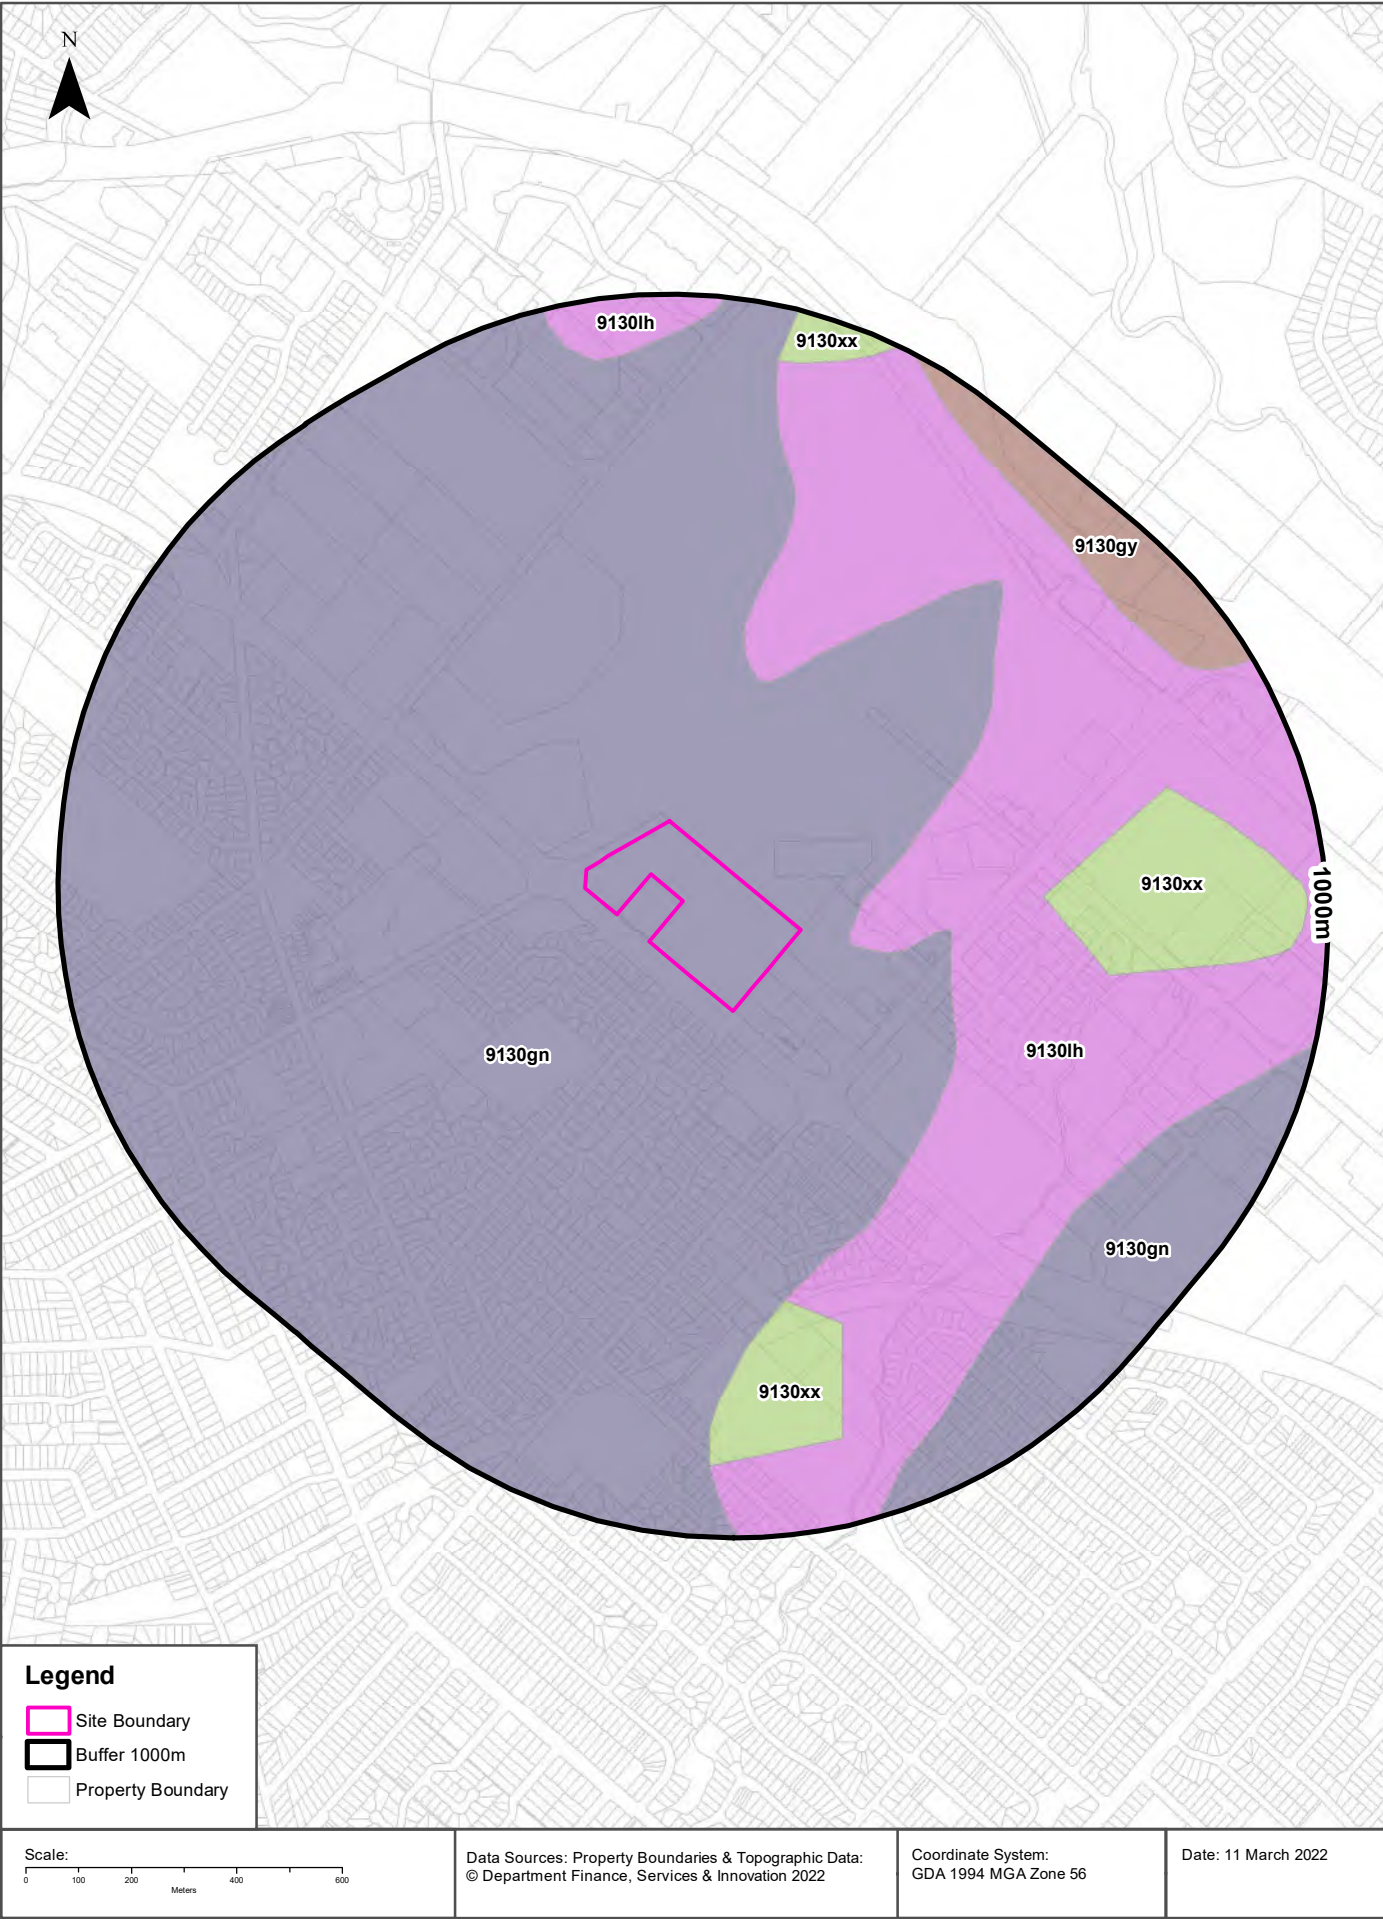 N
9130lh
9130xx
9130gy
9130xx
1000m
9130lh
9130gn
9130gn
9130xx
Legend
Site Boundary
Buffer 1000m
Property Boundary
Scale:
0 100 200 400 600
Meters
Data Sources: Property Boundaries & Topographic Data:
© Department Finance, Services & Innovation 2022
Coordinate System:
GDA 1994 MGA Zone 56
Date: 11 March 2022